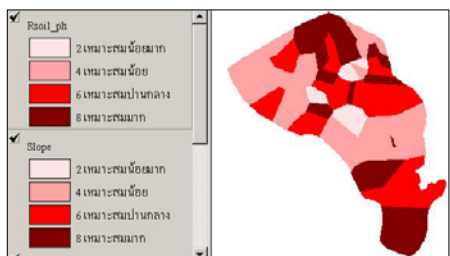 Rsoil_ph
2 เหมาะสมน้อยมาก
4 เหมาะสมน้อย
6 เหมาะสมปานกลาง
8 เหมาะสมมาก
Slope
2 เหมาะสมน้อยมาก
4 เหมาะสมน้อย
6 เหมาะสมปานกลาง
8 เหมาะสมมาก